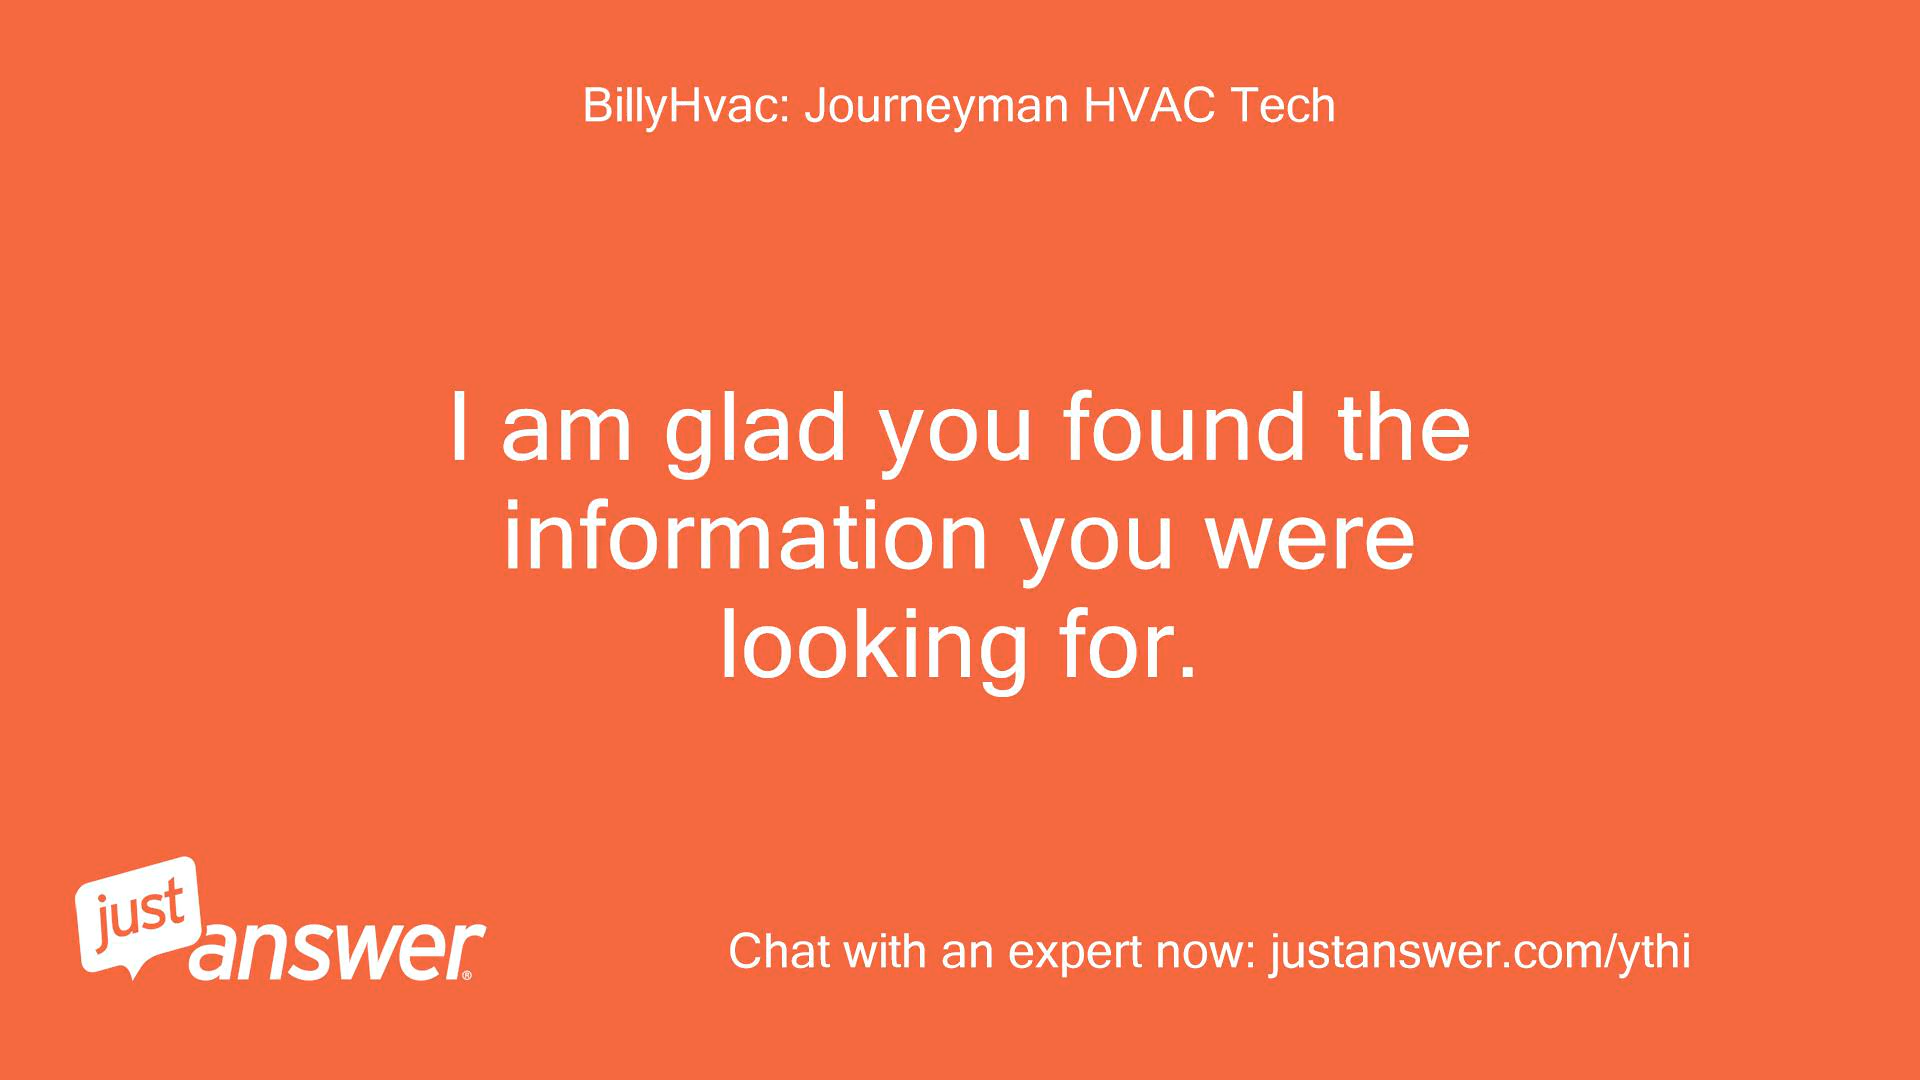 BillyHvac: Journeyman HVAC Tech
I am glad you found the
information you were
looking for.
just
answer®
Chat with an expert now: justanswer.com/ythi